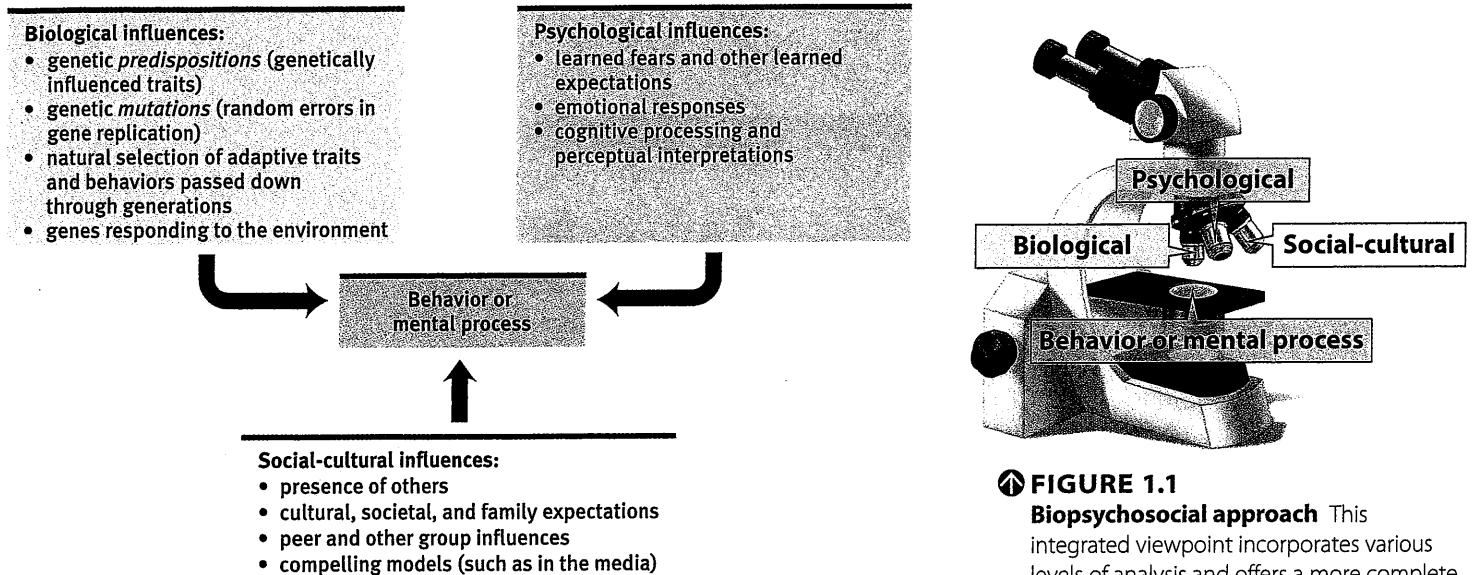 Biological influences:
• genetic predispositions (genetically
influenced traits)
• genetic mutations (random errors in
gene replication)
• natural selection of adaptive traits
and behaviors passed down
through generations
• genes responding to the environment
Psychological influences:
• learned fears and other learned
expectations
• emotional responses
• cognitive processing and
perceptual interpretations
Behavior or
mental process
Social-cultural influences:
• presence of others
• cultural, societal, and family expectations
• peer and other group influences
• compelling models (such as in the media)
Psychological
Biological
Social-cultural
Behavior or mental process
FIGURE 1.1
Biopsychosocial approach This
integrated viewpoint incorporates various
levels of analysis and offers a more complete